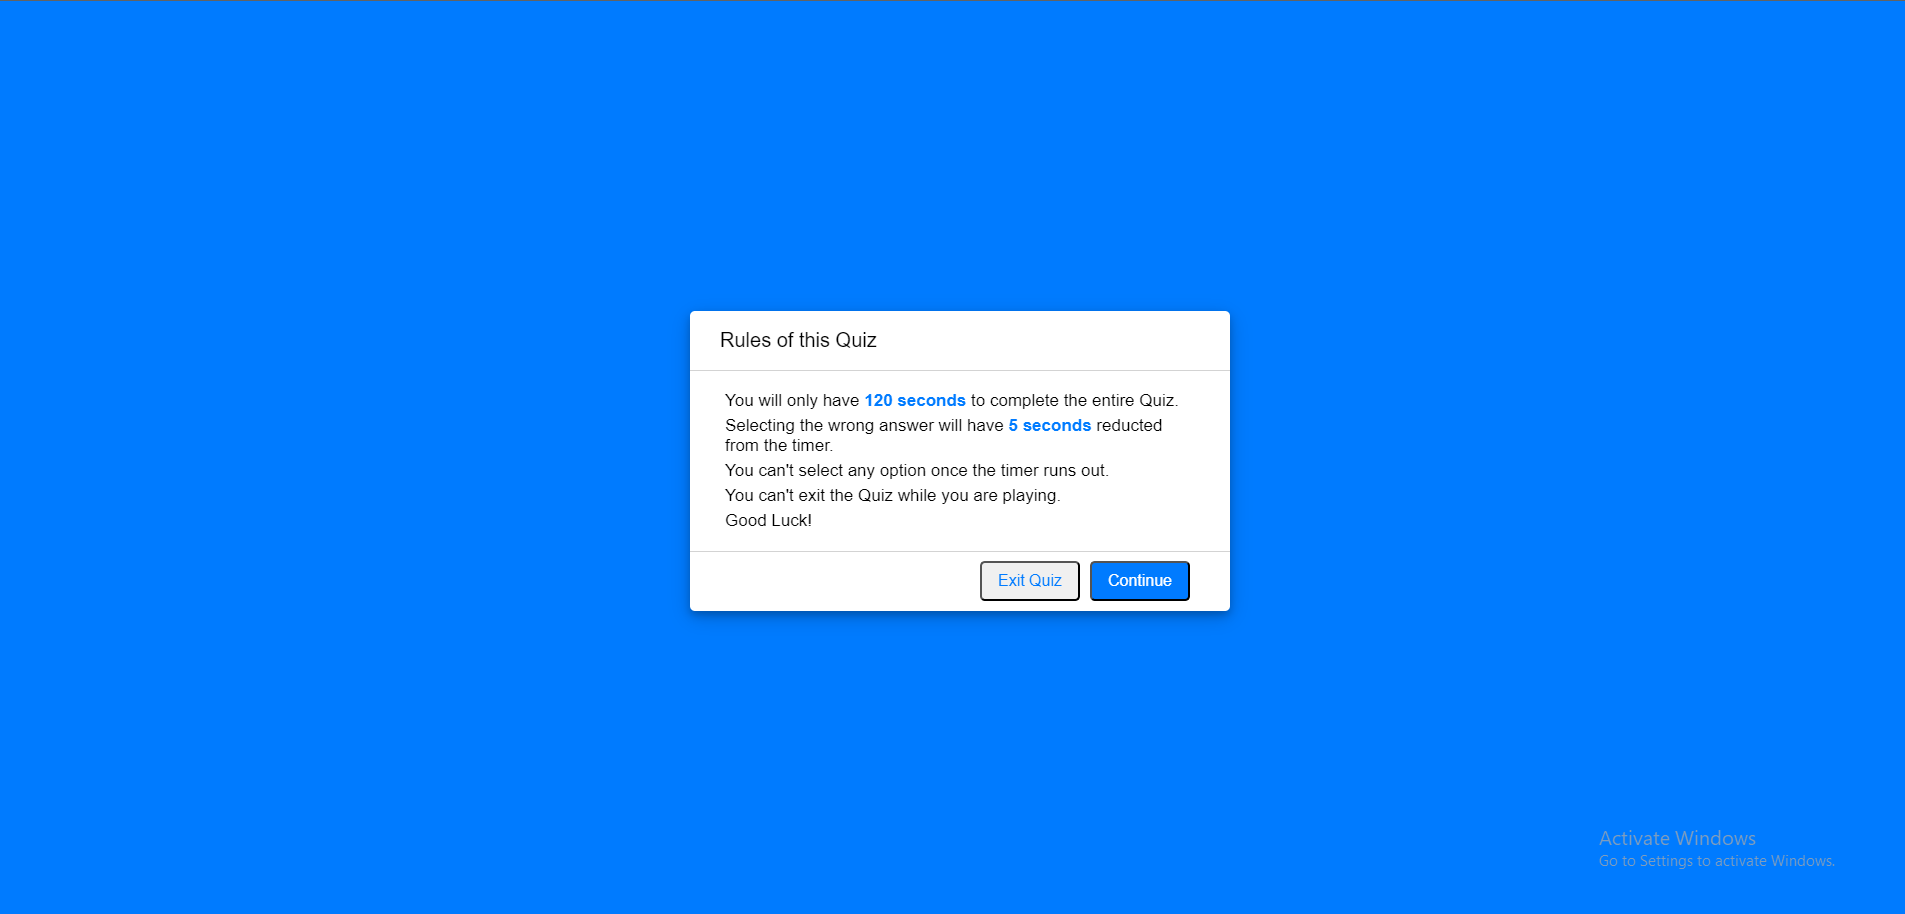 Rules of this Quiz
You will only have 120 seconds to complete the entire Quiz.
Selecting the wrong answer will have 5 seconds reducted
from the timer.
You can't select any option once the timer runs out.
You can't exit the Quiz while you are playing.
Good Luck!
Exit Quiz
Continue
Activate Windows
Go to Settings to activate Windows.